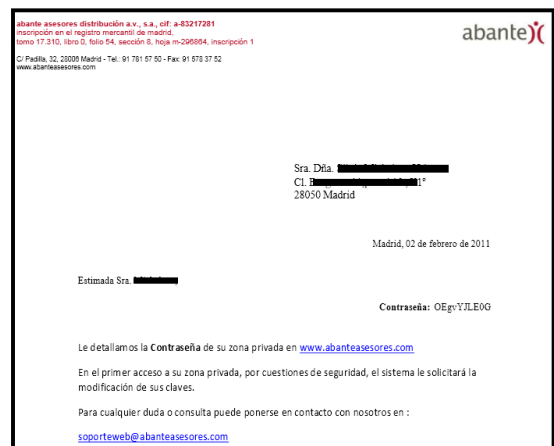 abante asesores distribución a.v., s.a., cif: a-83217281
inscripción en el registro mercantil de madrid,
tomo 17.310, libro 0, folio 54, sección 8, hoja m-296864, inscripción 1
abante
C/ Padilla, 32, 28006 Madrid - Tel.: 91 781 57 50 - Fax: 91 578 37 52
www.abanteasesores.com
Sra. Dña.
Cl.
28050 Madrid
Madrid, 02 de febrero de 2011
Estimada Sra.
Contraseña: OEgvYJLE0G
Le detallamos la Contraseña de su zona privada en www.abanteasesores.com
En el primer acceso a su zona privada, por cuestiones de seguridad, el sistema le solicitará la
modificación de sus claves.
Para cualquier duda o consulta puede ponerse en contacto con nosotros en :
soporteweb@abanteasesores.com